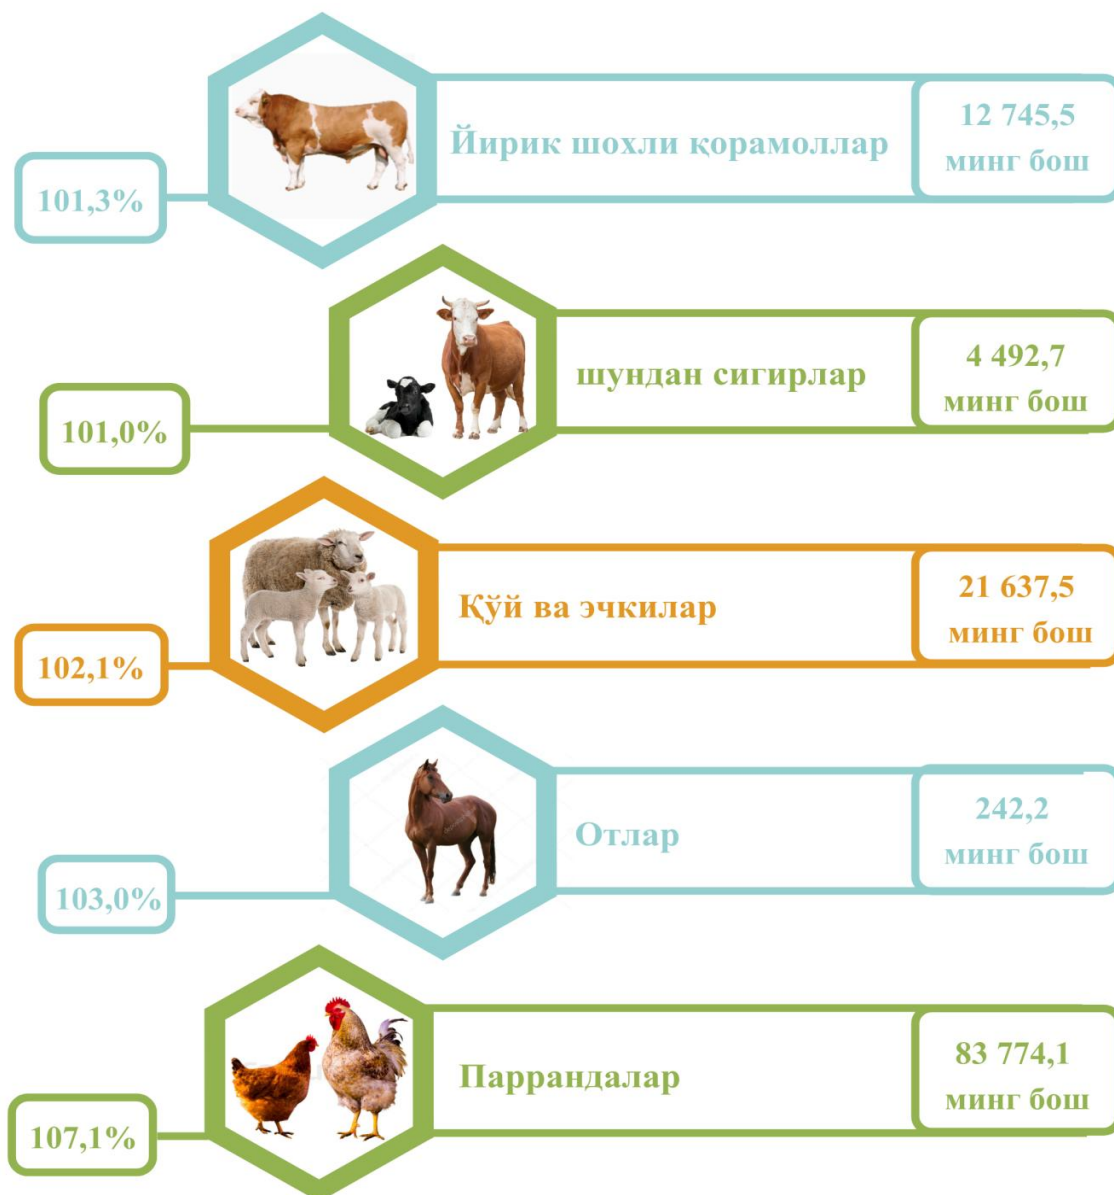 Йирик шохли қорамоллар
12 745,5
минг бош
101,3%
шундан сигирлар
4 492,7
минг бош
101,0%
Қўй ва эчкилар
21 637,5
минг бош
102,1%
Отлар
242,2
минг бош
103,0%
Паррандалар
83 774,1
минг бош
107,1%